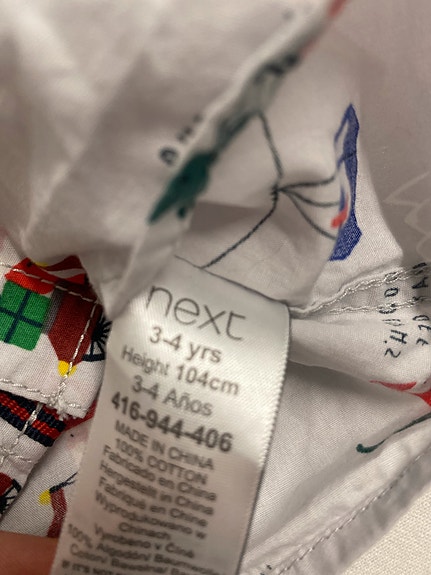 next
3-4 yrs
Height 104cm
3-4 Años
416-944-406
MADE IN CHINA
100% COTTON
Fabricado en China
Hergestellt in China
Fabriqué en Chine
Wyprodukowano w
Chinach
Vyrobeno v Číně
100% Algodón/